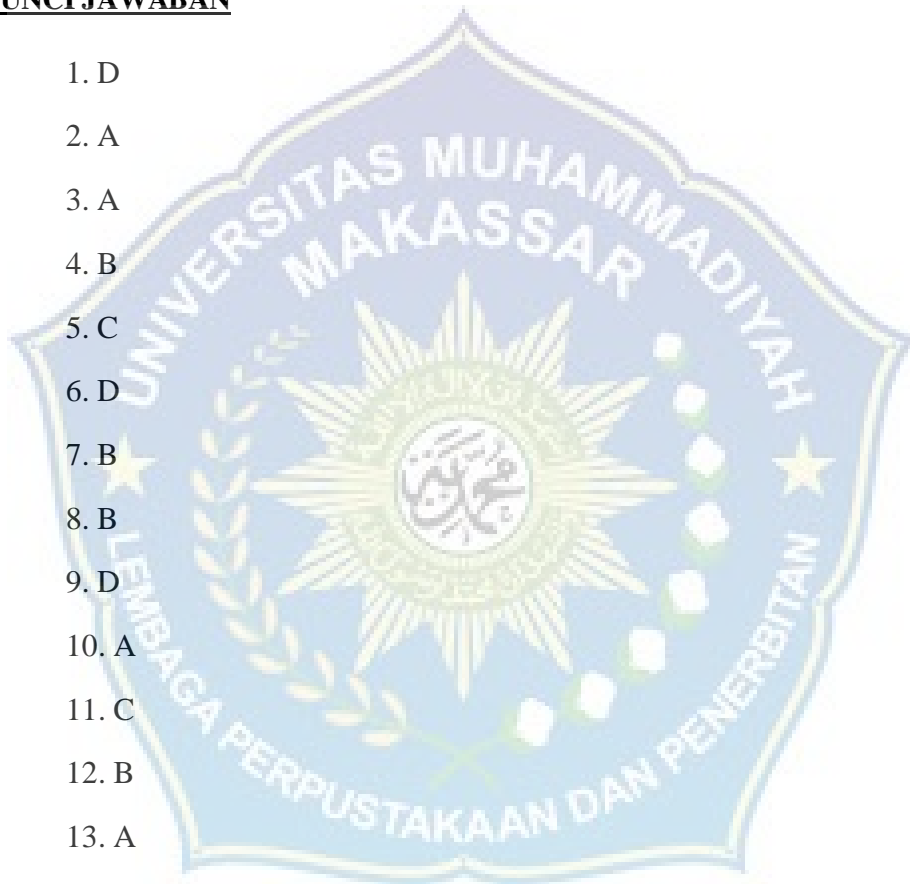 UNCI JAWABAN
1. D
2. A
3. A
4. B
5. C
6. D
7. B
8. B
9. D
10. A
11. C
12. B
13. A
UNIVERSITAS MUHAMMADIYAH
MAKASSAR
محمدية
LEMBAGA PERPUSTAKAAN DAN PENERBITAN